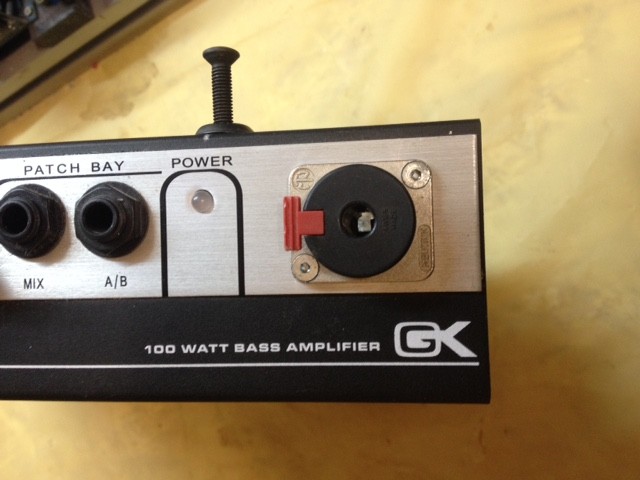 PATCH BAY
POWER
MIX
A/B
100 WATT BASS AMPLIFIER
GK